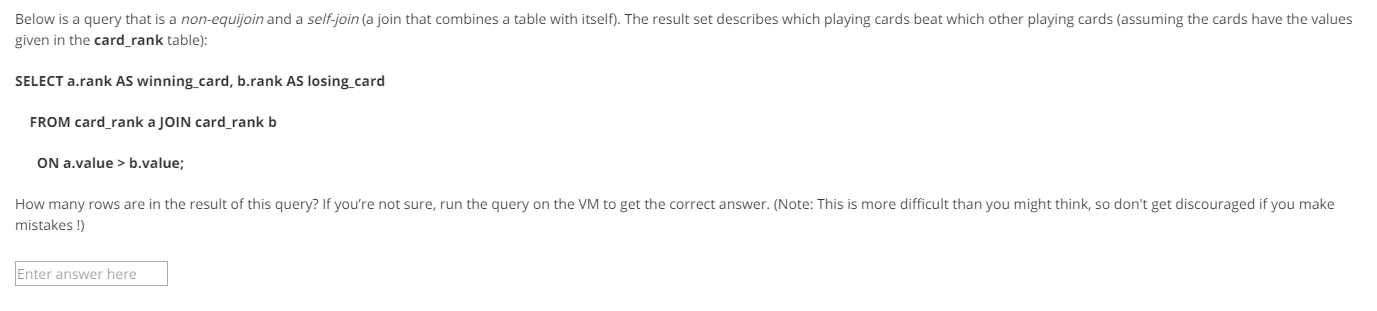 Below is a query that is a non-equijoin and a self-join (a join that combines a table with itself). The result set describes which playing cards beat which other playing cards (assuming the cards have the values
given in the card_rank table):
SELECT a.rank AS winning_card, b.rank AS losing_card
FROM card_rank a JOIN card_rank b
ON a.value > b.value;
How many rows are in the result of this query? If you're not sure, run the query on the VM to get the correct answer. (Note: This is more difficult than you might think, so don't get discouraged if you make
mistakes !)
Enter answer here